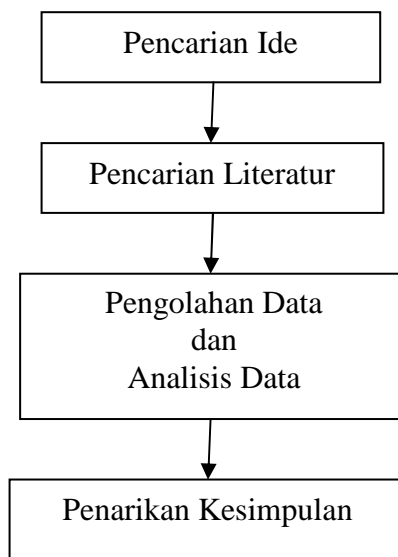 Pencarian Ide
Pencarian Literatur
Pengolahan Data
dan
Analisis Data
Penarikan Kesimpulan